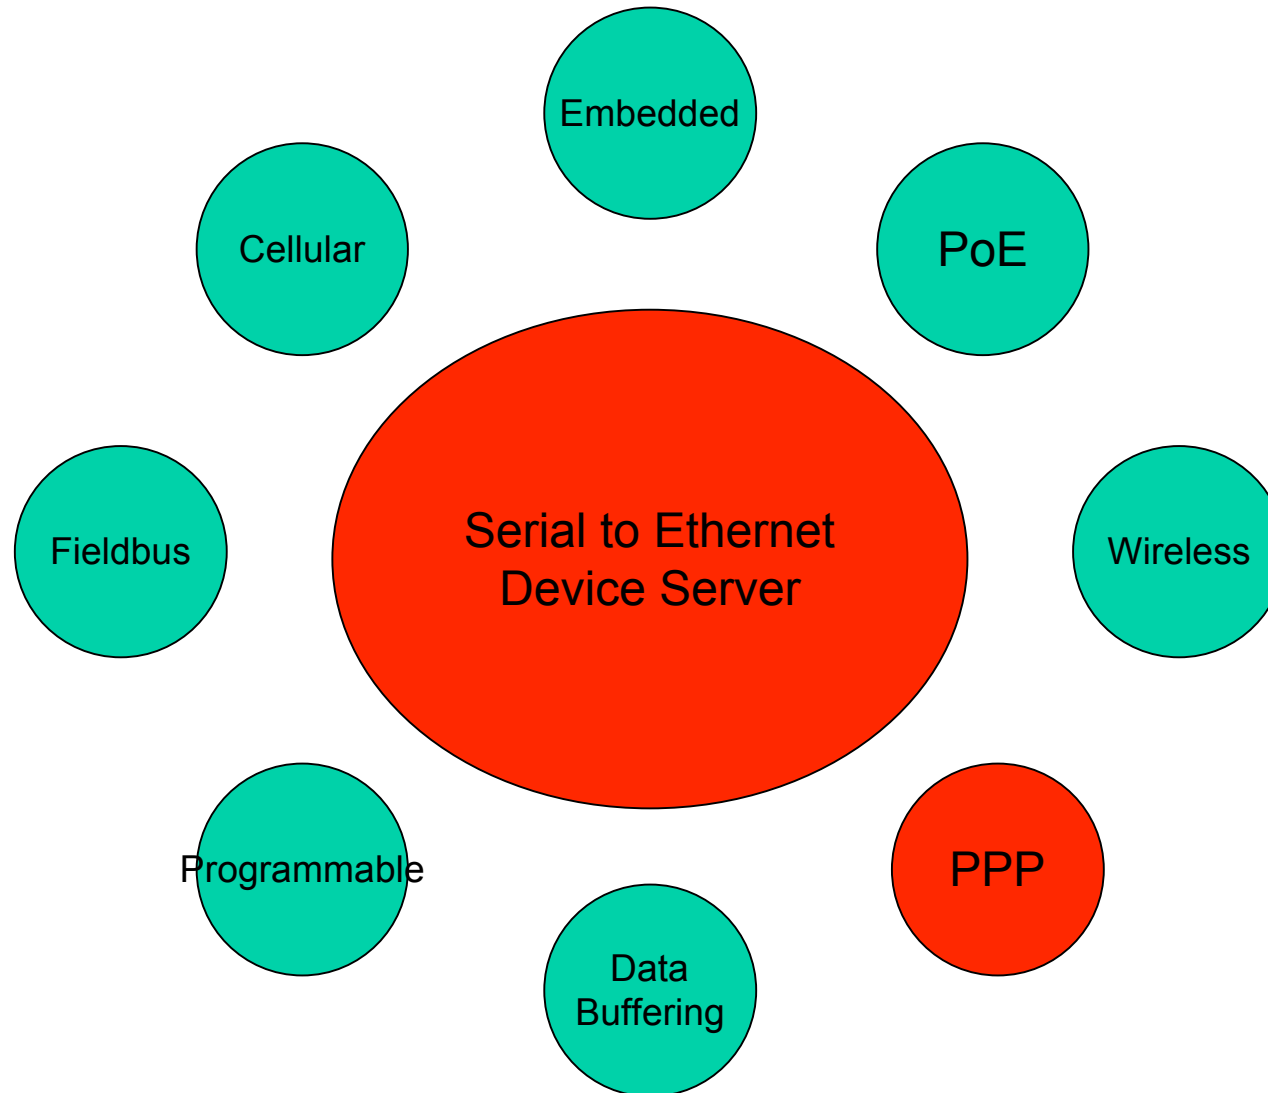 Embedded
Cellular
PoE
Serial to Ethernet
Device Server
Fieldbus
Wireless
Programmable
PPP
Data
Buffering